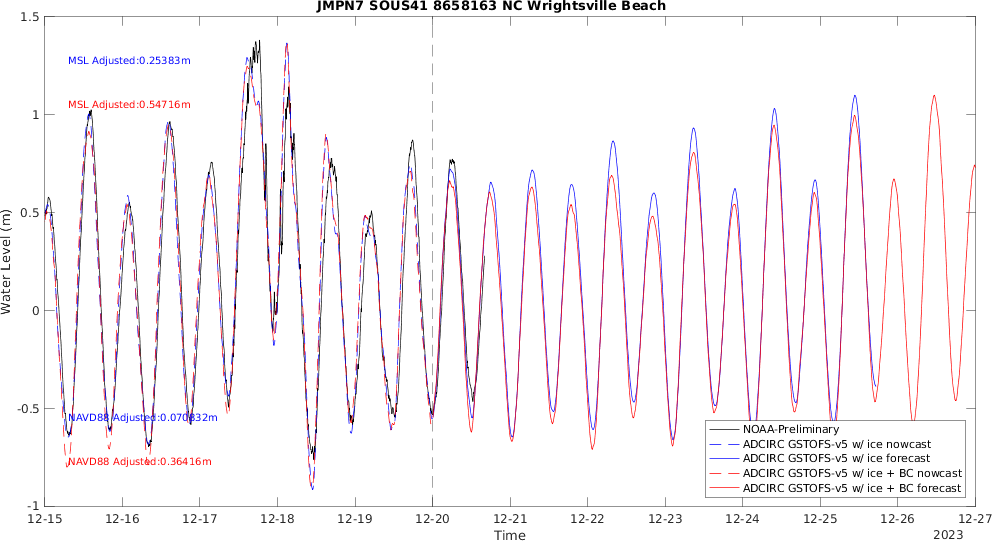 JMPN7 SOUS41 8658163 NC Wrightsville Beach
1.5
1
0.5
0
-0.5
-1
Water Level (m)
MSL Adjusted:0.25383m
MSL Adjusted:0.54716m
NAVD88 Adjusted:0.070832m
NAVD88 Adjusted:0.36416m
NOAA-Preliminary
ADCIRC GSTOFS-v5 w/ ice nowcast
ADCIRC GSTOFS-v5 w/ ice forecast
ADCIRC GSTOFS-v5 w/ ice + BC nowcast
ADCIRC GSTOFS-v5 w/ ice + BC forecast
12-15 12-16 12-17 12-18 12-19 12-20 12-21 12-22 12-23 12-24 12-25 12-26 12-27
Time
2023